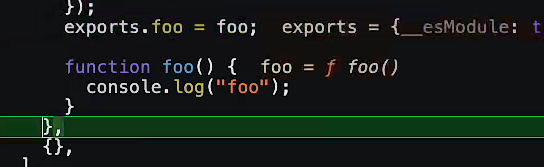 });
exports.foo = foo;  exports = {__esModule: t
function foo() {  foo = ƒ foo()
console.log("foo");
}
},
{},